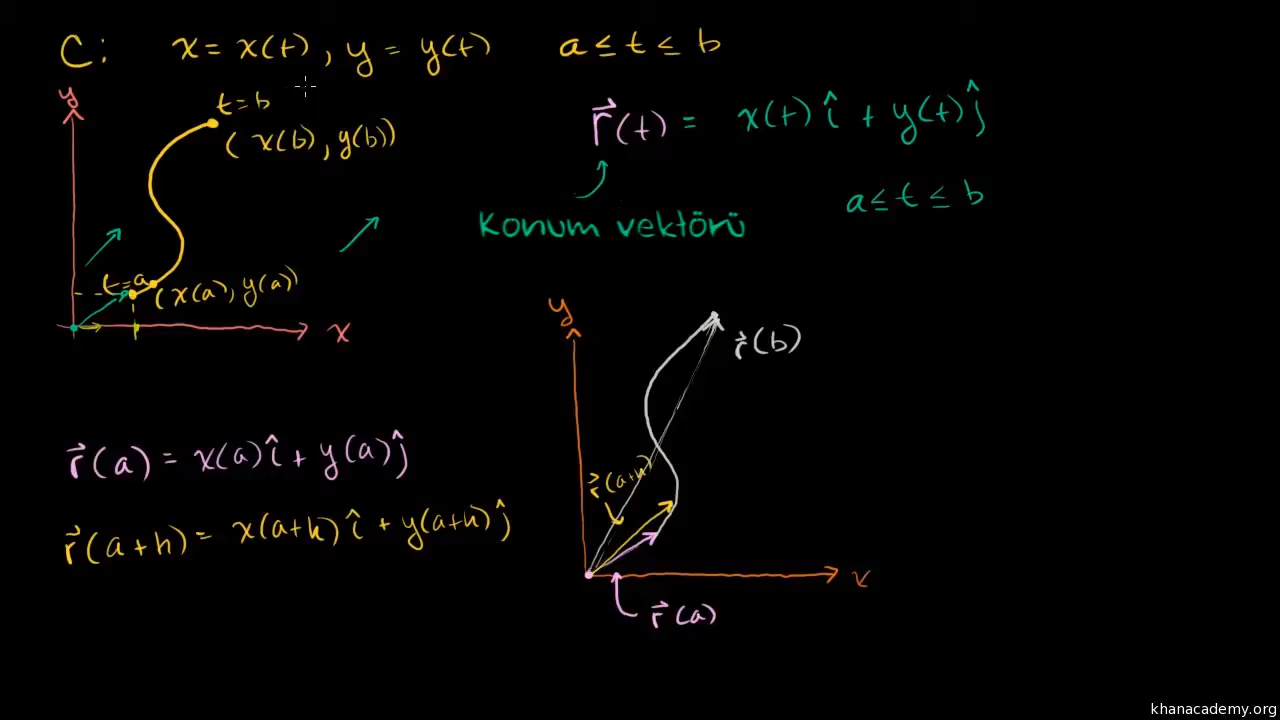 C: x = x(t), y = y(t) a ≤ t ≤ b
y
t = b
(x(b), y(b))
t = a
(x(a), y(a))
x
r⃗(t) = x(t) î + y(t) ĵ
a ≤ t ≤ b
Konum vektörü
r⃗(a) = x(a) î + y(a) ĵ
r⃗(a+h) = x(a+h) î + y(a+h) ĵ
y
r⃗(b)
r⃗(a+h)
x
r⃗(a)
khanacademy.org